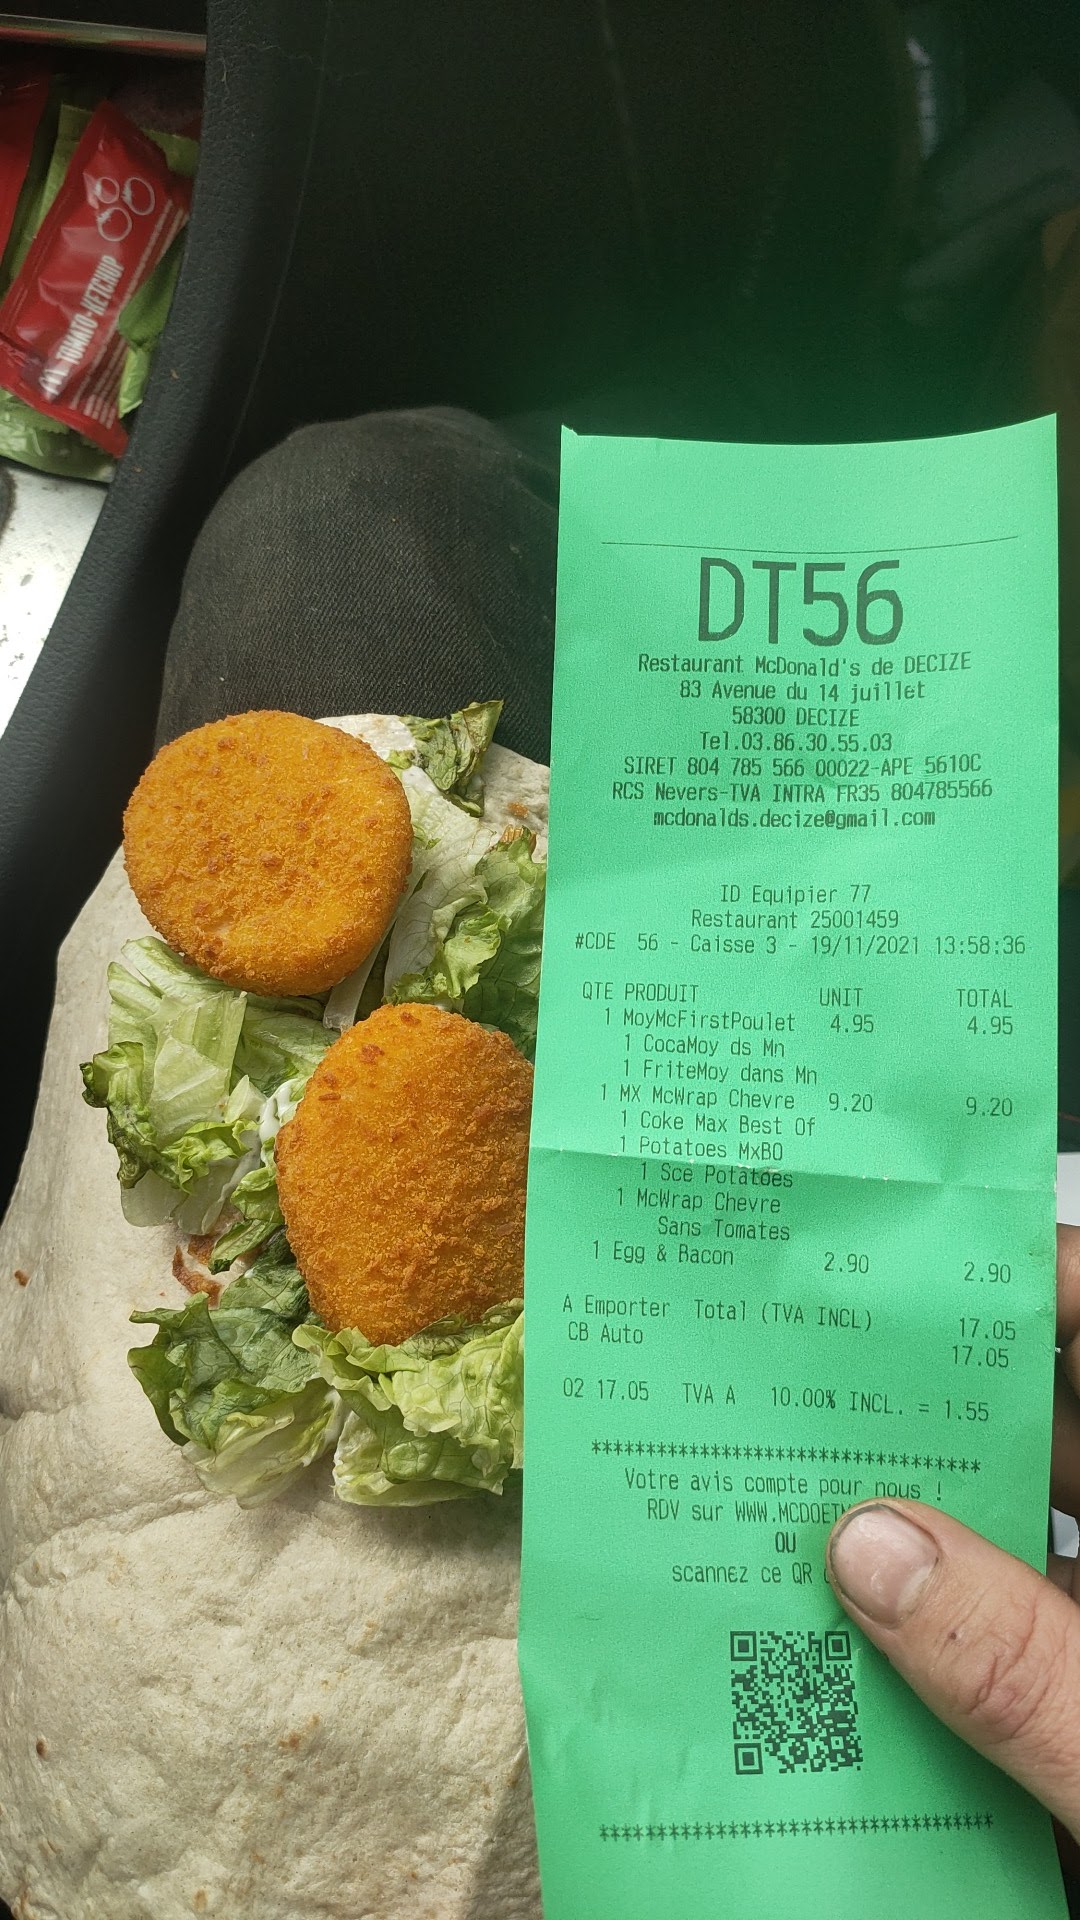 TOMATO-KETCHUP
DT56
Restaurant McDonald's de DECIZE
83 Avenue du 14 juillet
58300 DECIZE
Tel.03.86.30.55.03
SIRET 804 785 566 00022-APE 5610C
RCS Nevers-TVA INTRA FR35 804785566
mcdonalds.decize@gmail.com
ID Equipier 77
Restaurant 25001459
#CDE 56 - Caisse 3 - 19/11/2021 13:58:36
QTE PRODUIT UNIT TOTAL
1 MoyMcFirstPoulet 4.95 4.95
1 CocaMoy ds Mn
1 FriteMoy dans Mn
1 MX McWrap Chevre 9.20 9.20
1 Coke Max Best Of
1 Potatoes MxBO
1 Sce Potatoes
1 McWrap Chevre
Sans Tomates
1 Egg & Bacon 2.90 2.90
A Emporter Total (TVA INCL) 17.05
CB Auto 17.05
02 17.05 TVA A 10.00% INCL. = 1.55
*********************************
Votre avis compte pour nous !
RDV sur
OU
scannez ce QR
*********************************